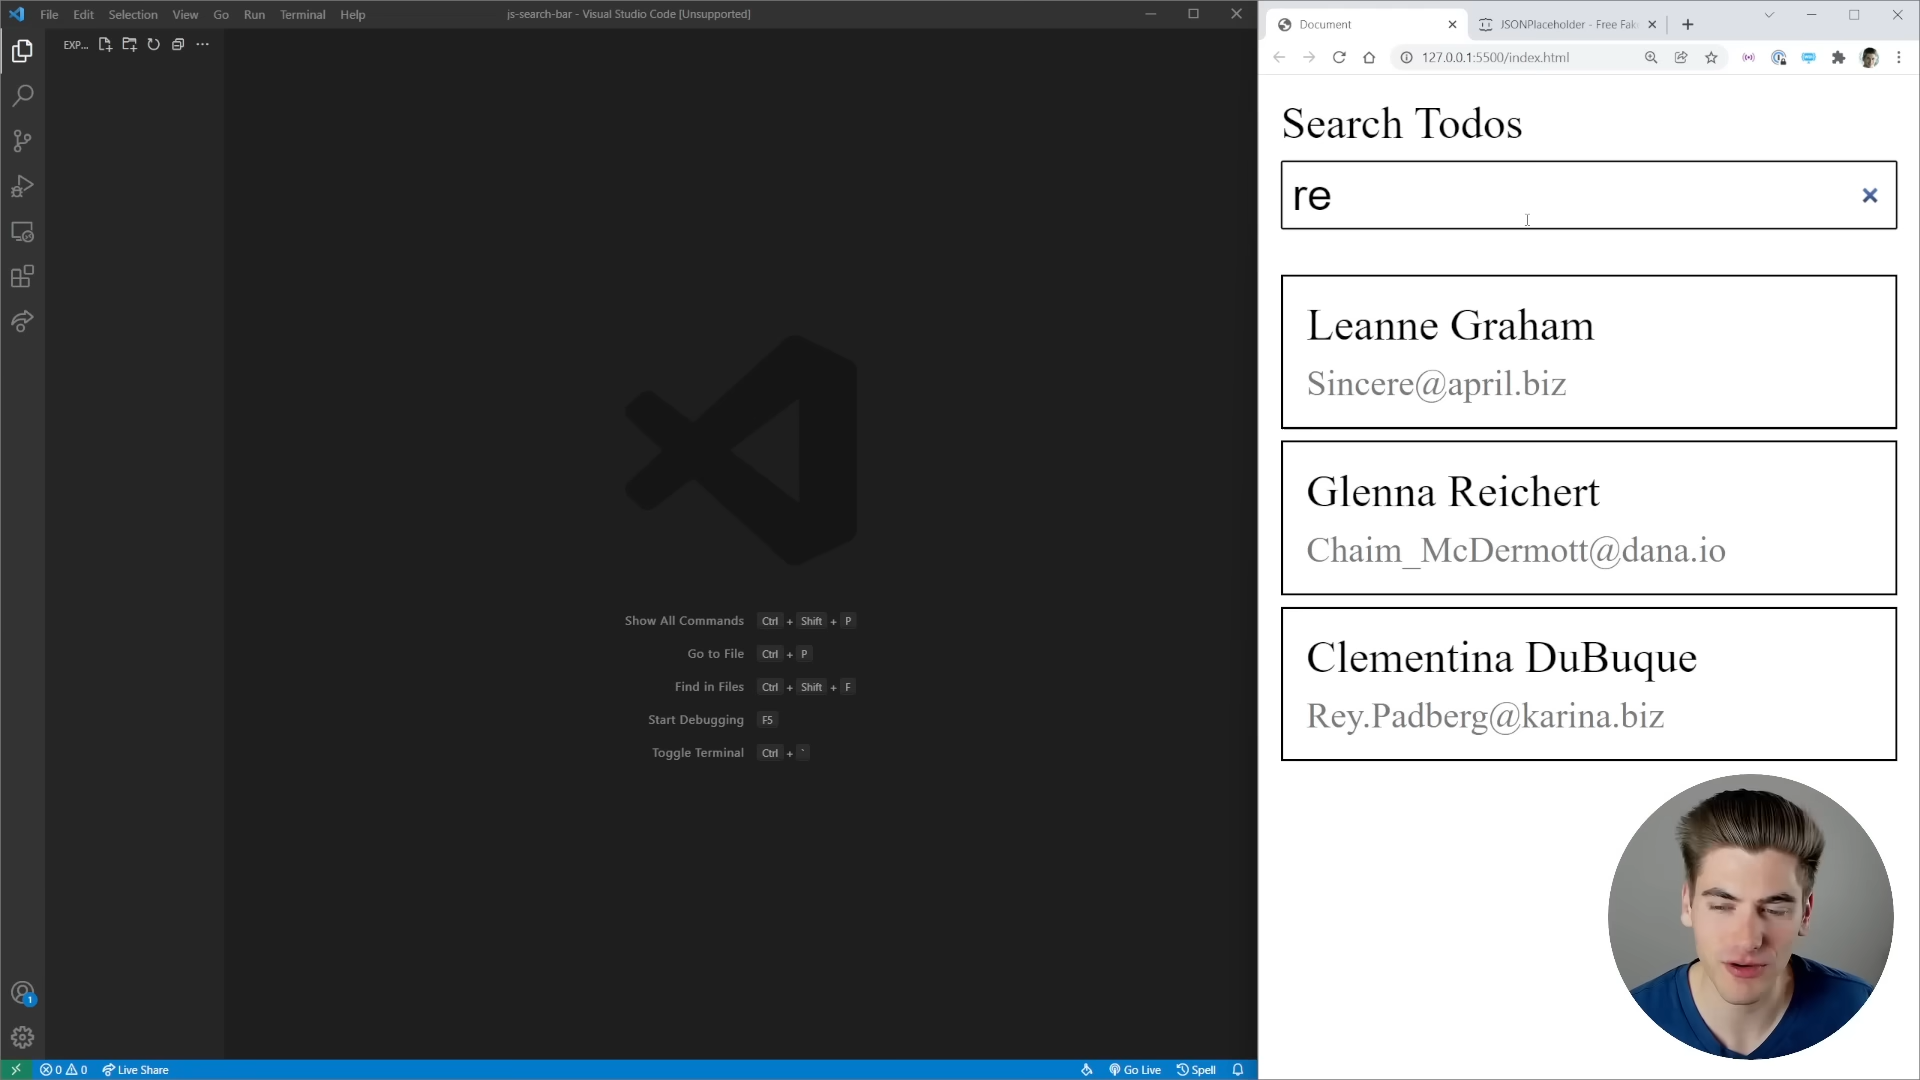 File Edit Selection View Go Run Terminal Help
js-search-bar - Visual Studio Code [Unsupported]
EXP...
Show All Commands Ctrl + Shift + P
Go to File Ctrl + P
Find in Files Ctrl + Shift + F
Start Debugging F5
Toggle Terminal Ctrl + `
1
0 0 Live Share
Go Live Spell
Document
JSONPlaceholder - Free Fak
127.0.0.1:5500/index.html
Search Todos
re
Leanne Graham
Sincere@april.biz
Glenna Reichert
Chaim_McDermott@dana.io
Clementina DuBuque
Rey.Padberg@karina.biz